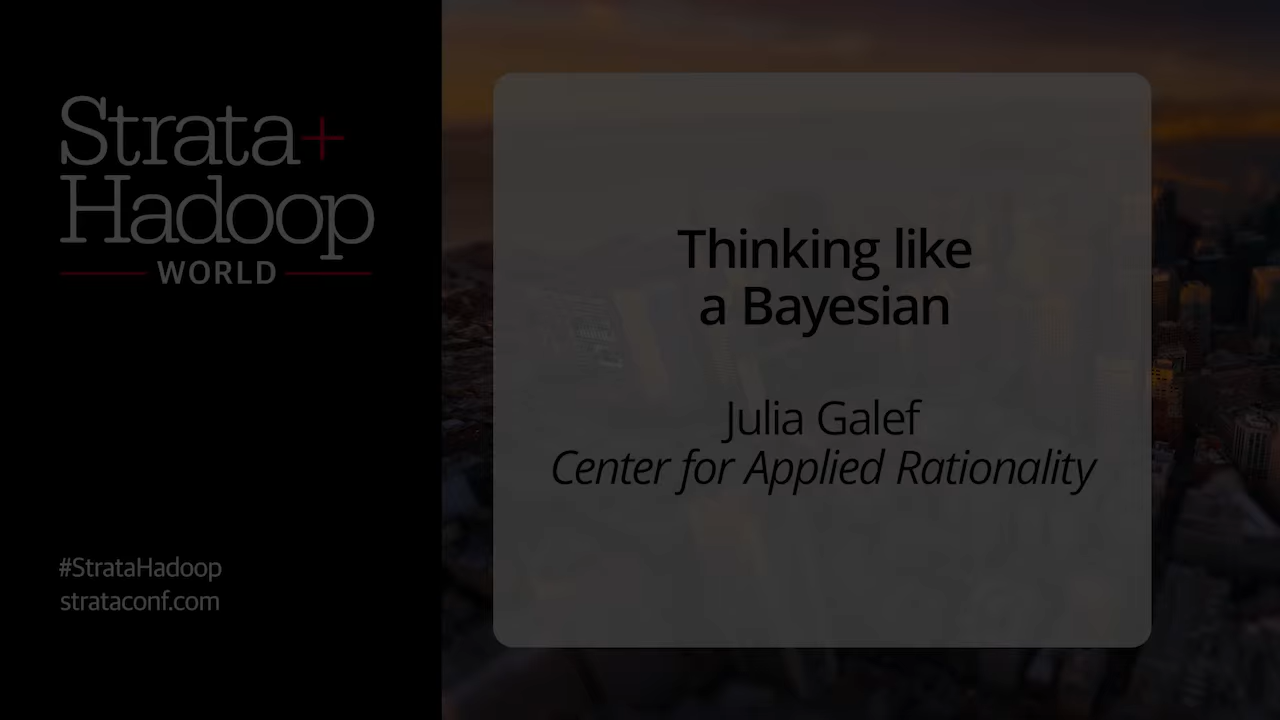 Strata+
Hadoop
WORLD
#StrataHadoop
strataconf.com
Thinking like
a Bayesian
Julia Galef
Center for Applied Rationality